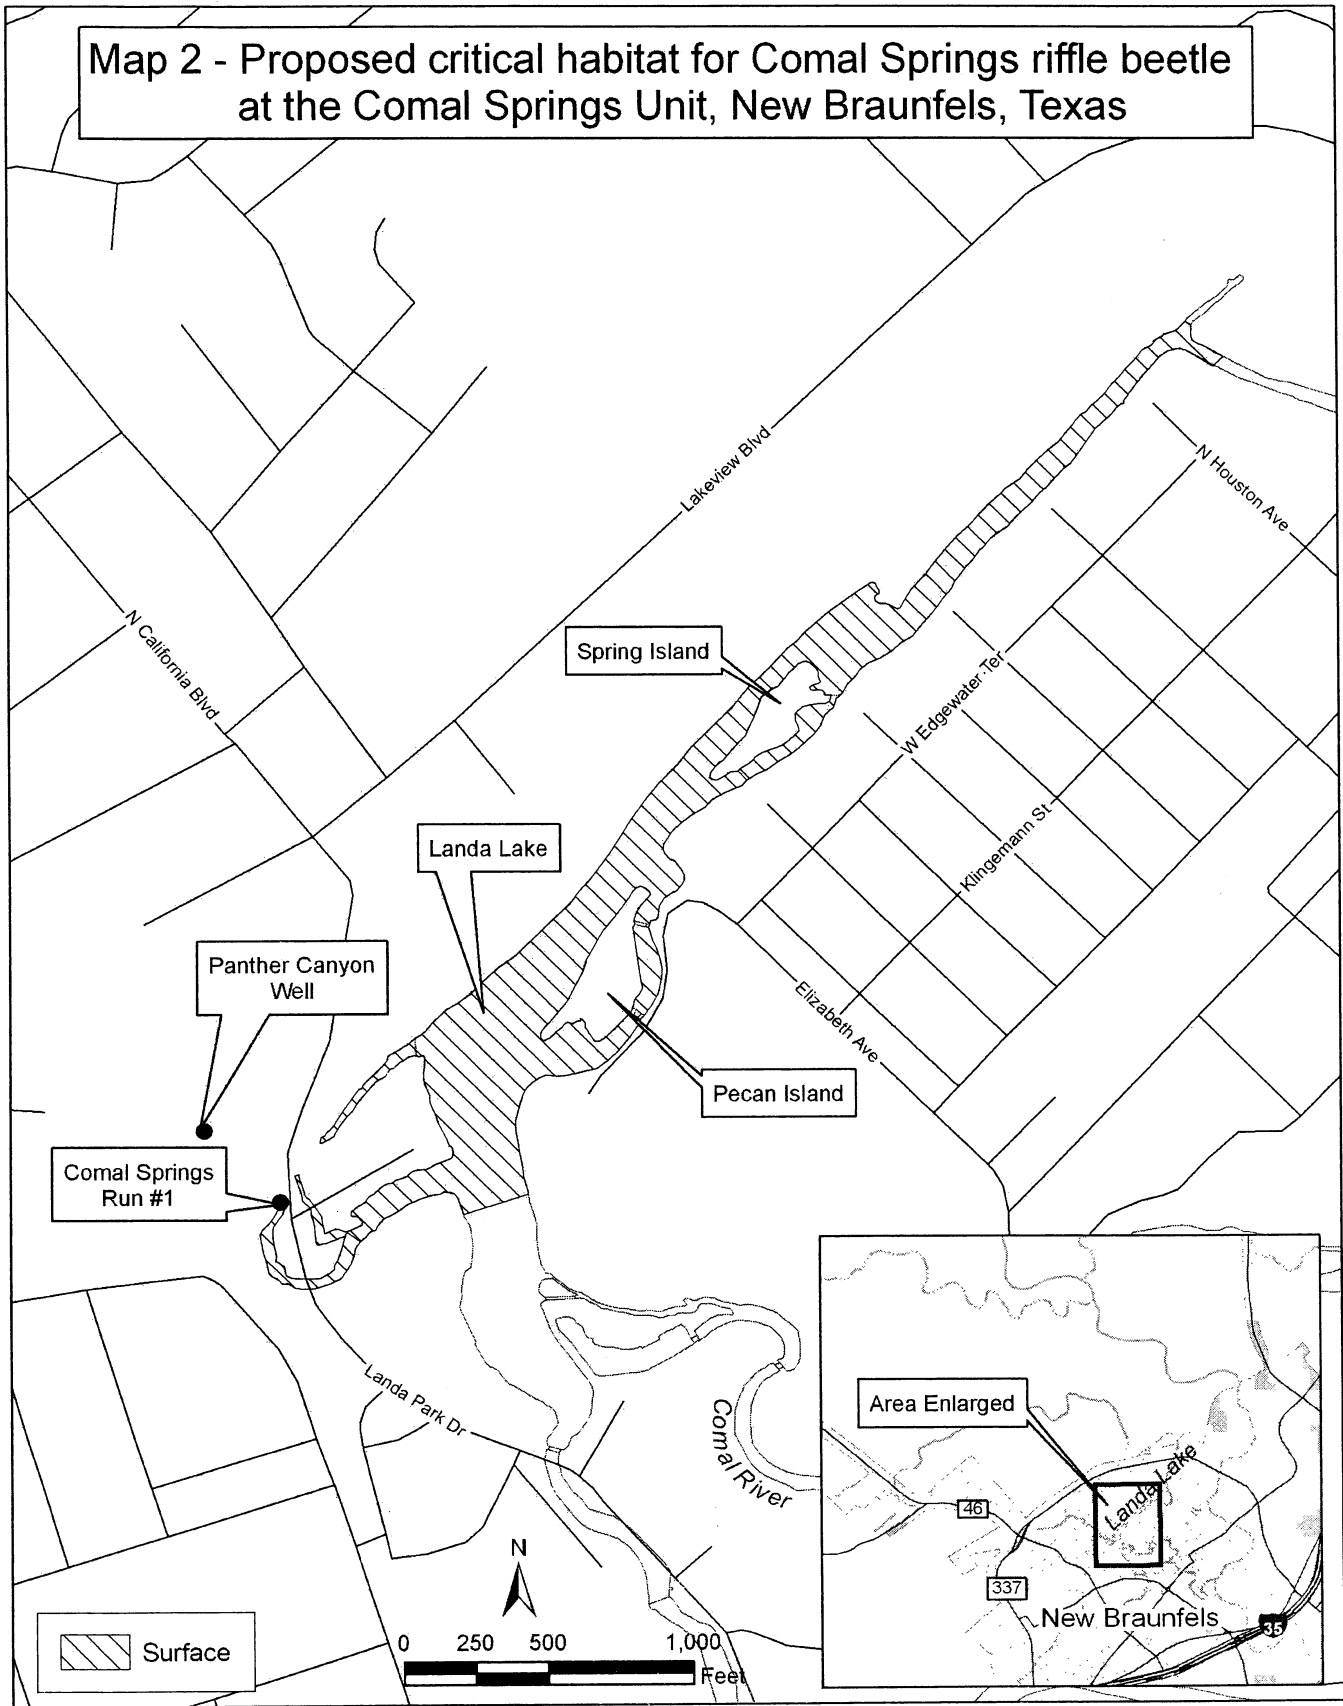 Map 2 - Proposed critical habitat for Comal Springs riffle beetle
at the Comal Springs Unit, New Braunfels, Texas
Lakeview Blvd
N Houston Ave
N California Blvd
Spring Island
W Edgewater Ter
Landa Lake
Klingemann St
Panther Canyon
Well
Elizabeth Ave
Pecan Island
Comal Springs
Run #1
Landa Park Dr
Comal River
Area Enlarged
Landa Lake
46
337
New Braunfels
35
N
Surface
0 250 500 1,000
Feet